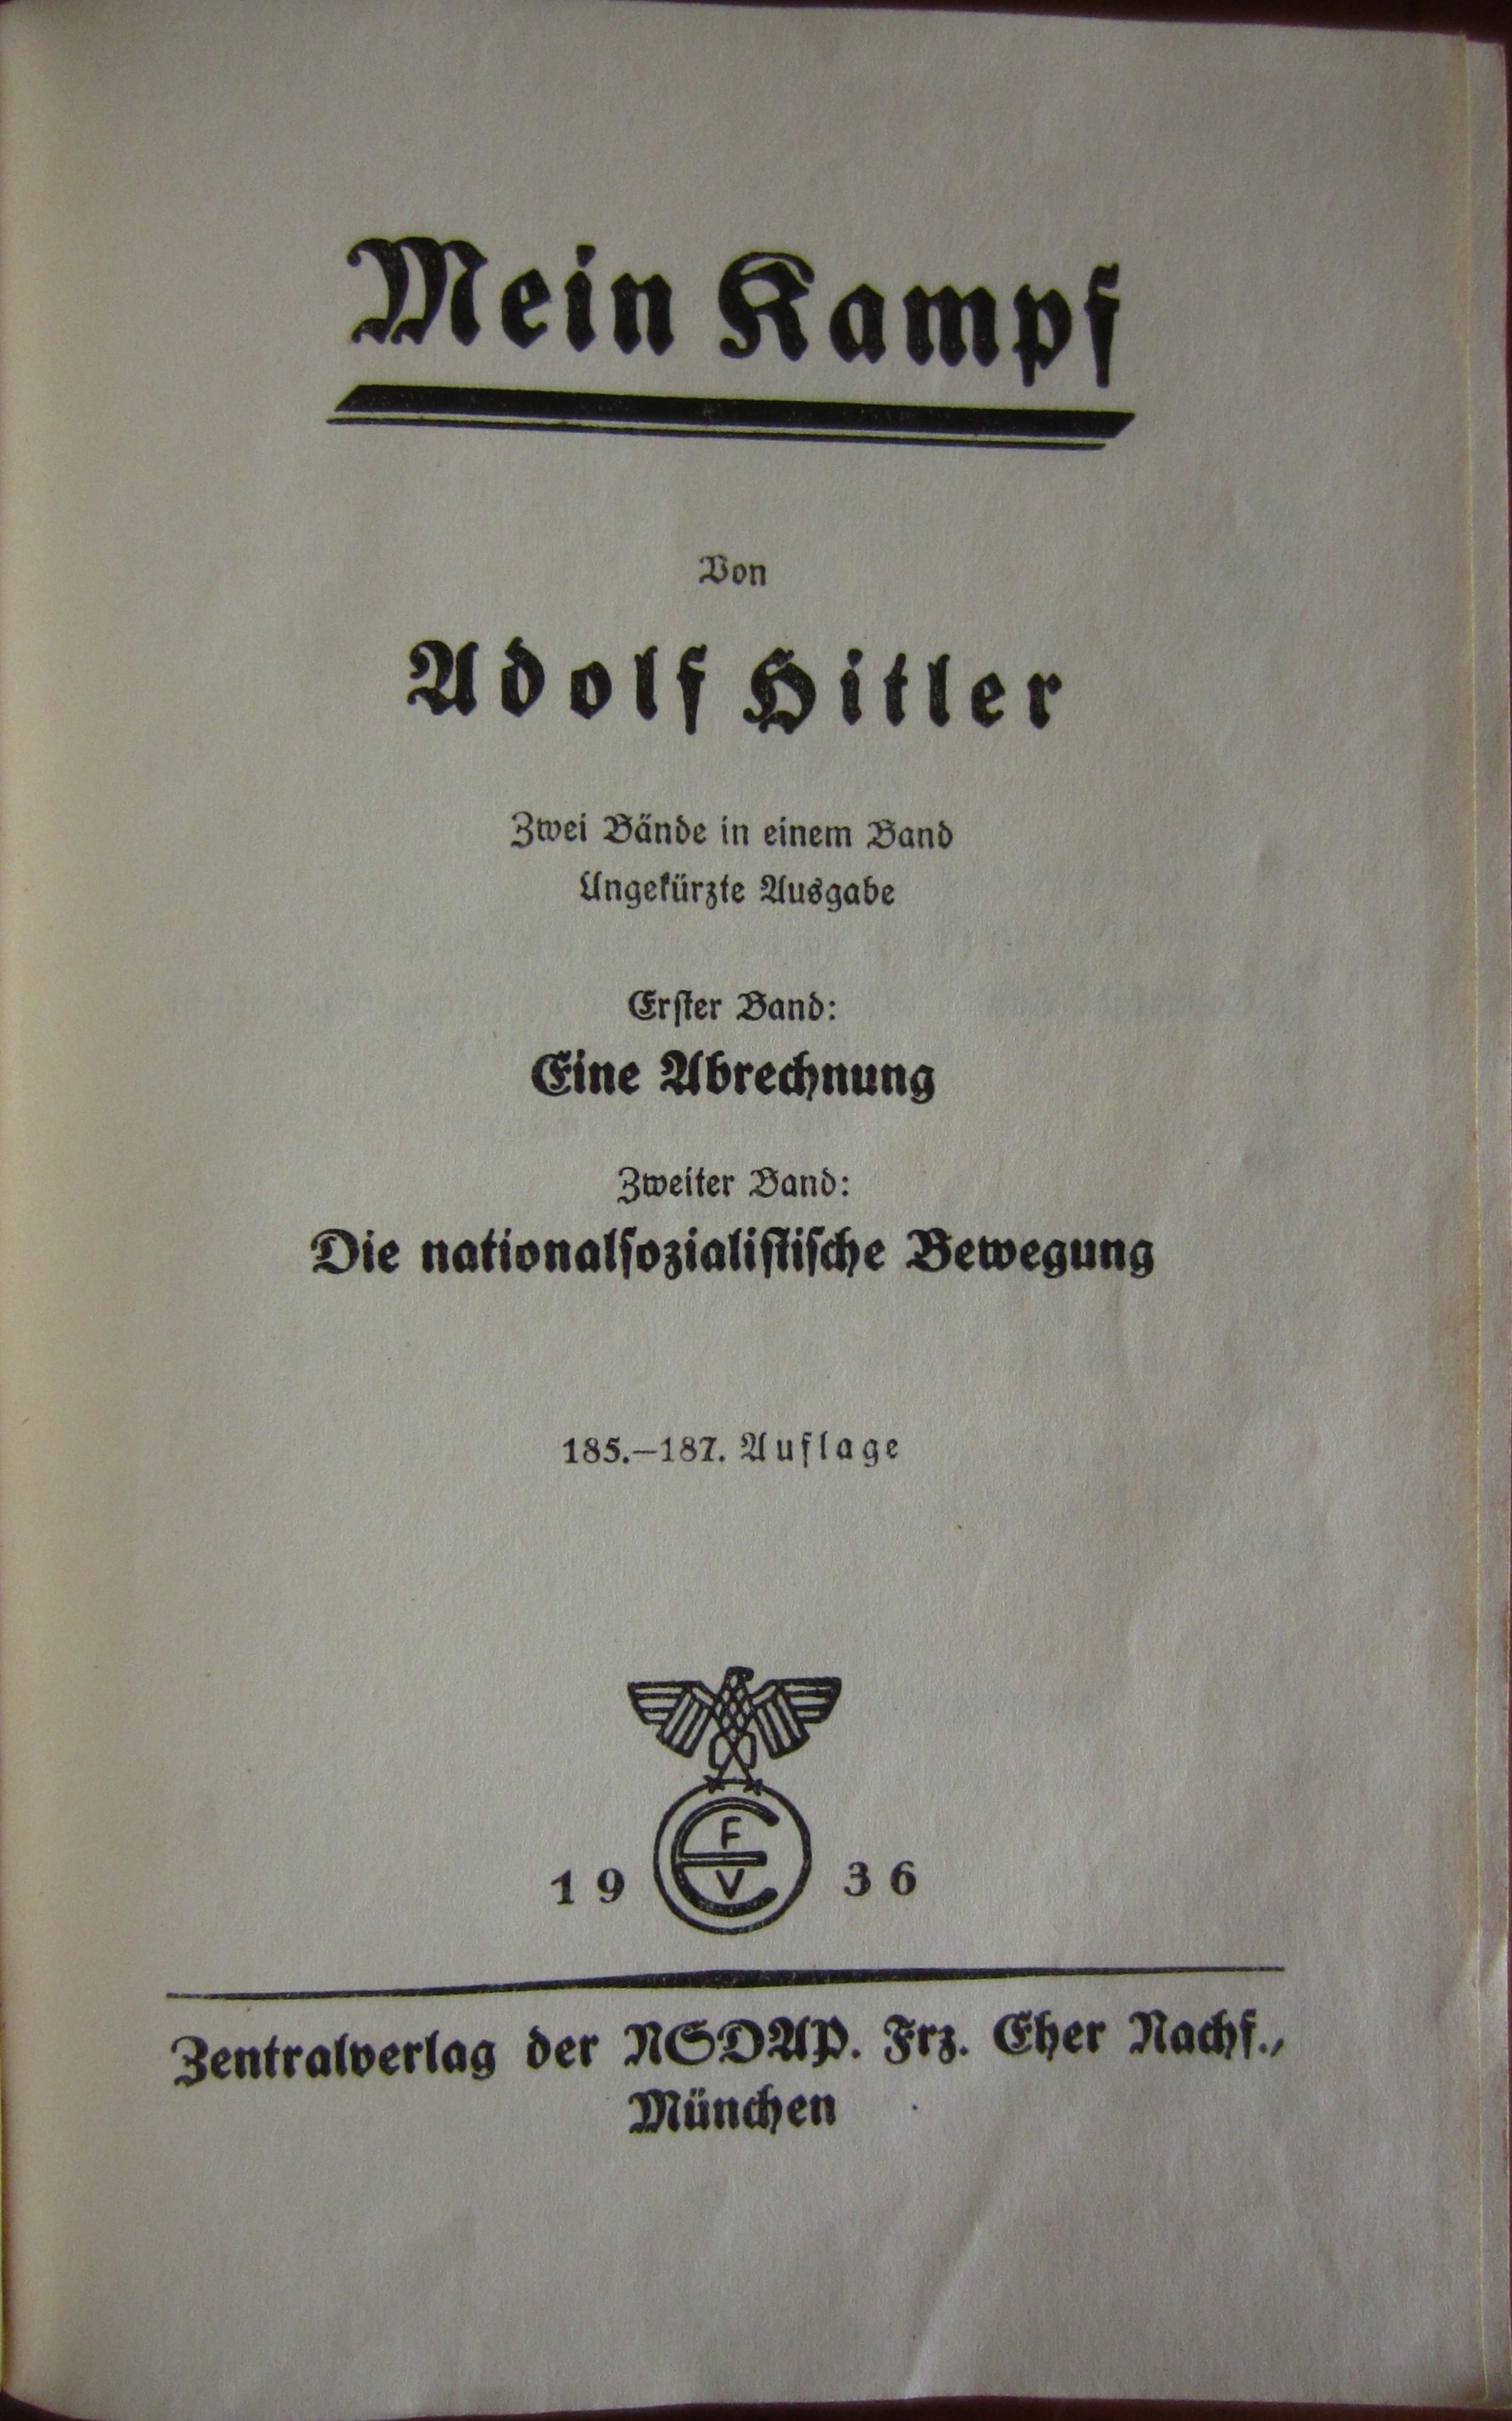 Mein Kampf
Von
Adolf Hitler
Zwei Bände in einem Band
Ungekürzte Ausgabe
Erſter Band:
Eine Abrechnung
Zweiter Band:
Die nationalſozialiſtiſche Bewegung
185.–187. Auflage
F
E
V
19 36
Zentralverlag der NSDAP. Frz. Eher Nachf.,
München